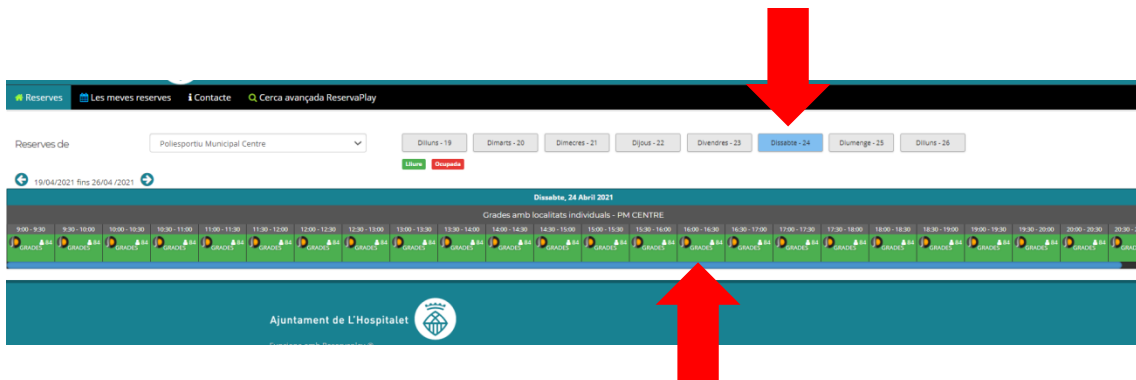 Reserves Les meves reserves Contacte Cerca avançada ReservaPlay
Reserves de Poliesportiu Municipal Centre Dilluns - 19 Dimarts - 20 Dimecres - 21 Dijous - 22 Divendres - 23 Dissabte - 24 Diumenge - 25 Dilluns - 26
Lliure Ocupada
19/04/2021 fins 26/04 /2021
Dissabte, 24 Abril 2021
Grades amb localitats individuals - PM CENTRE
9:00 - 9:30 9:30 - 10:00 10:00 - 10:30 10:30 - 11:00 11:00 - 11:30 11:30 - 12:00 12:00 - 12:30 12:30 - 13:00 13:00 - 13:30 13:30 - 14:00 14:00 - 14:30 14:30 - 15:00 15:00 - 15:30 15:30 - 16:00 16:00 - 16:30 16:30 - 17:00 17:00 - 17:30 17:30 - 18:00 18:00 - 18:30 18:30 - 19:00 19:00 - 19:30 19:30 - 20:00 20:00 - 20:30 20:30 -
84 84 84 84 84 84 84 84 84 84 84 84 84 84 84 84 84 84 84 84 84 84 84
GRADES GRADES GRADES GRADES GRADES GRADES GRADES GRADES GRADES GRADES GRADES GRADES GRADES GRADES GRADES GRADES GRADES GRADES GRADES GRADES GRADES GRADES GRADES GRAD
Ajuntament de L'Hospitalet